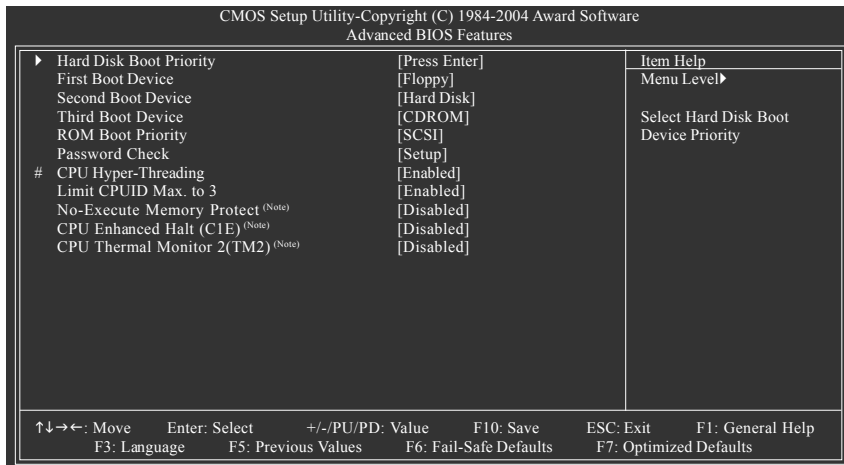 CMOS Setup Utility-Copyright (C) 1984-2004 Award Software
Advanced BIOS Features
Hard Disk Boot Priority [Press Enter] Item Help
First Boot Device [Floppy] Menu Level
Second Boot Device [Hard Disk]
Third Boot Device [CDROM] Select Hard Disk Boot
ROM Boot Priority [SCSI] Device Priority
Password Check [Setup]
# CPU Hyper-Threading [Enabled]
Limit CPUID Max. to 3 [Enabled]
No-Execute Memory Protect (Note) [Disabled]
CPU Enhanced Halt (C1E) (Note) [Disabled]
CPU Thermal Monitor 2(TM2) (Note) [Disabled]
↑↓→←: Move Enter: Select +/-/PU/PD: Value F10: Save ESC: Exit F1: General Help
F3: Language F5: Previous Values F6: Fail-Safe Defaults F7: Optimized Defaults